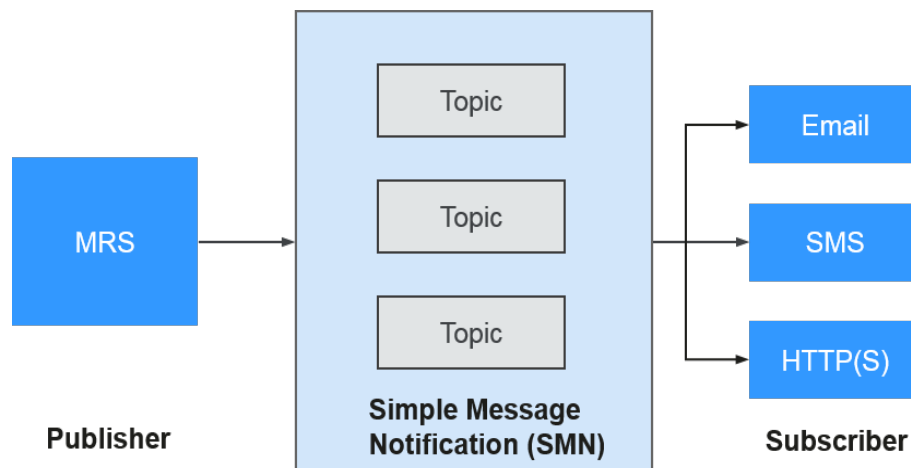 MRS
Publisher
Topic
Topic
Topic
Simple Message
Notification (SMN)
Email
SMS
HTTP(S)
Subscriber